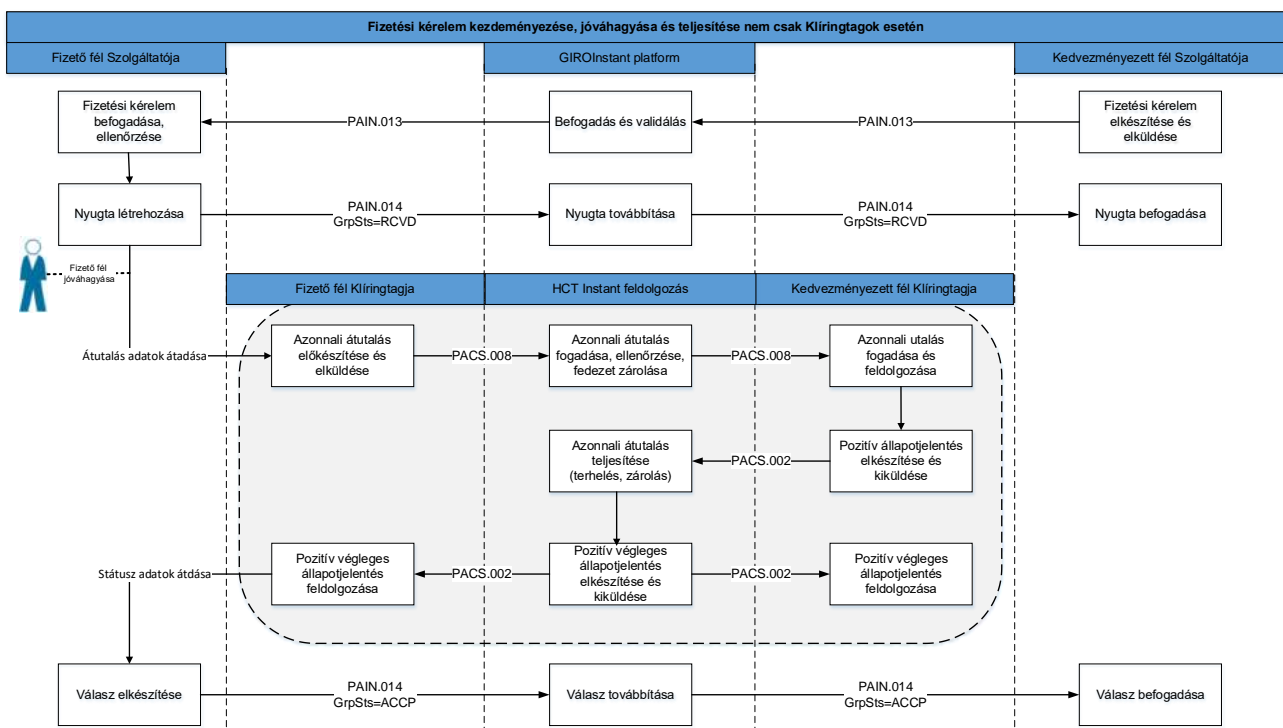 Fizetési kérelem kezdeményezése, jóváhagyása és teljesítése nem csak Klíringtagok esetén
Fizető fél Szolgáltatója
GIROInstant platform
Kedvezményezett fél Szolgáltatója
Fizetési kérelem
befogadása,
ellenőrzése
PAIN.013
Befogadás és validálás
PAIN.013
Fizetési kérelem
elkészítése és
elküldése
Nyugta létrehozása
PAIN.014
GrpSts=RCVD
Nyugta továbbítása
PAIN.014
GrpSts=RCVD
Nyugta befogadása
Fizető fél
jóváhagyása
Fizető fél Klíringtagja
HCT Instant feldolgozás
Kedvezményezett fél Klíringtagja
Átutalás adatok átadása
Azonnali átutalás
előkészítése és
elküldése
PACS.008
Azonnali átutalás
fogadása, ellenőrzése,
fedezet zárolása
PACS.008
Azonnali utalás
fogadása és
feldolgozása
Azonnali átutalás
teljesítése
(terhelés, zárolás)
PACS.002
Pozitív állapotjelentés
elkészítése és
kiküldése
Státusz adatok átdása
Pozitív végleges
állapotjelentés
feldolgozása
PACS.002
Pozitív végleges
állapotjelentés
elkészítése és
kiküldése
PACS.002
Pozitív végleges
állapotjelentés
feldolgozása
Válasz elkészítése
PAIN.014
GrpSts=ACCP
Válasz továbbítása
PAIN.014
GrpSts=ACCP
Válasz befogadása